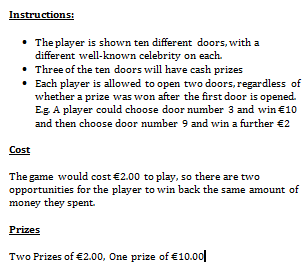 Instructions:
• The player is shown ten different doors, with a
different well-known celebrity on each.
• Three of the ten doors will have cash prizes
• Each player is allowed to open two doors, regardless of
whether a prize was won after the first door is opened.
E.g. A player could choose door number 3 and win €10
and then choose door number 9 and win a further €2
Cost
The game would cost €2.00 to play, so there are two
opportunities for the player to win back the same amount of
money they spent.
Prizes
Two Prizes of €2.00, One prize of €10.00